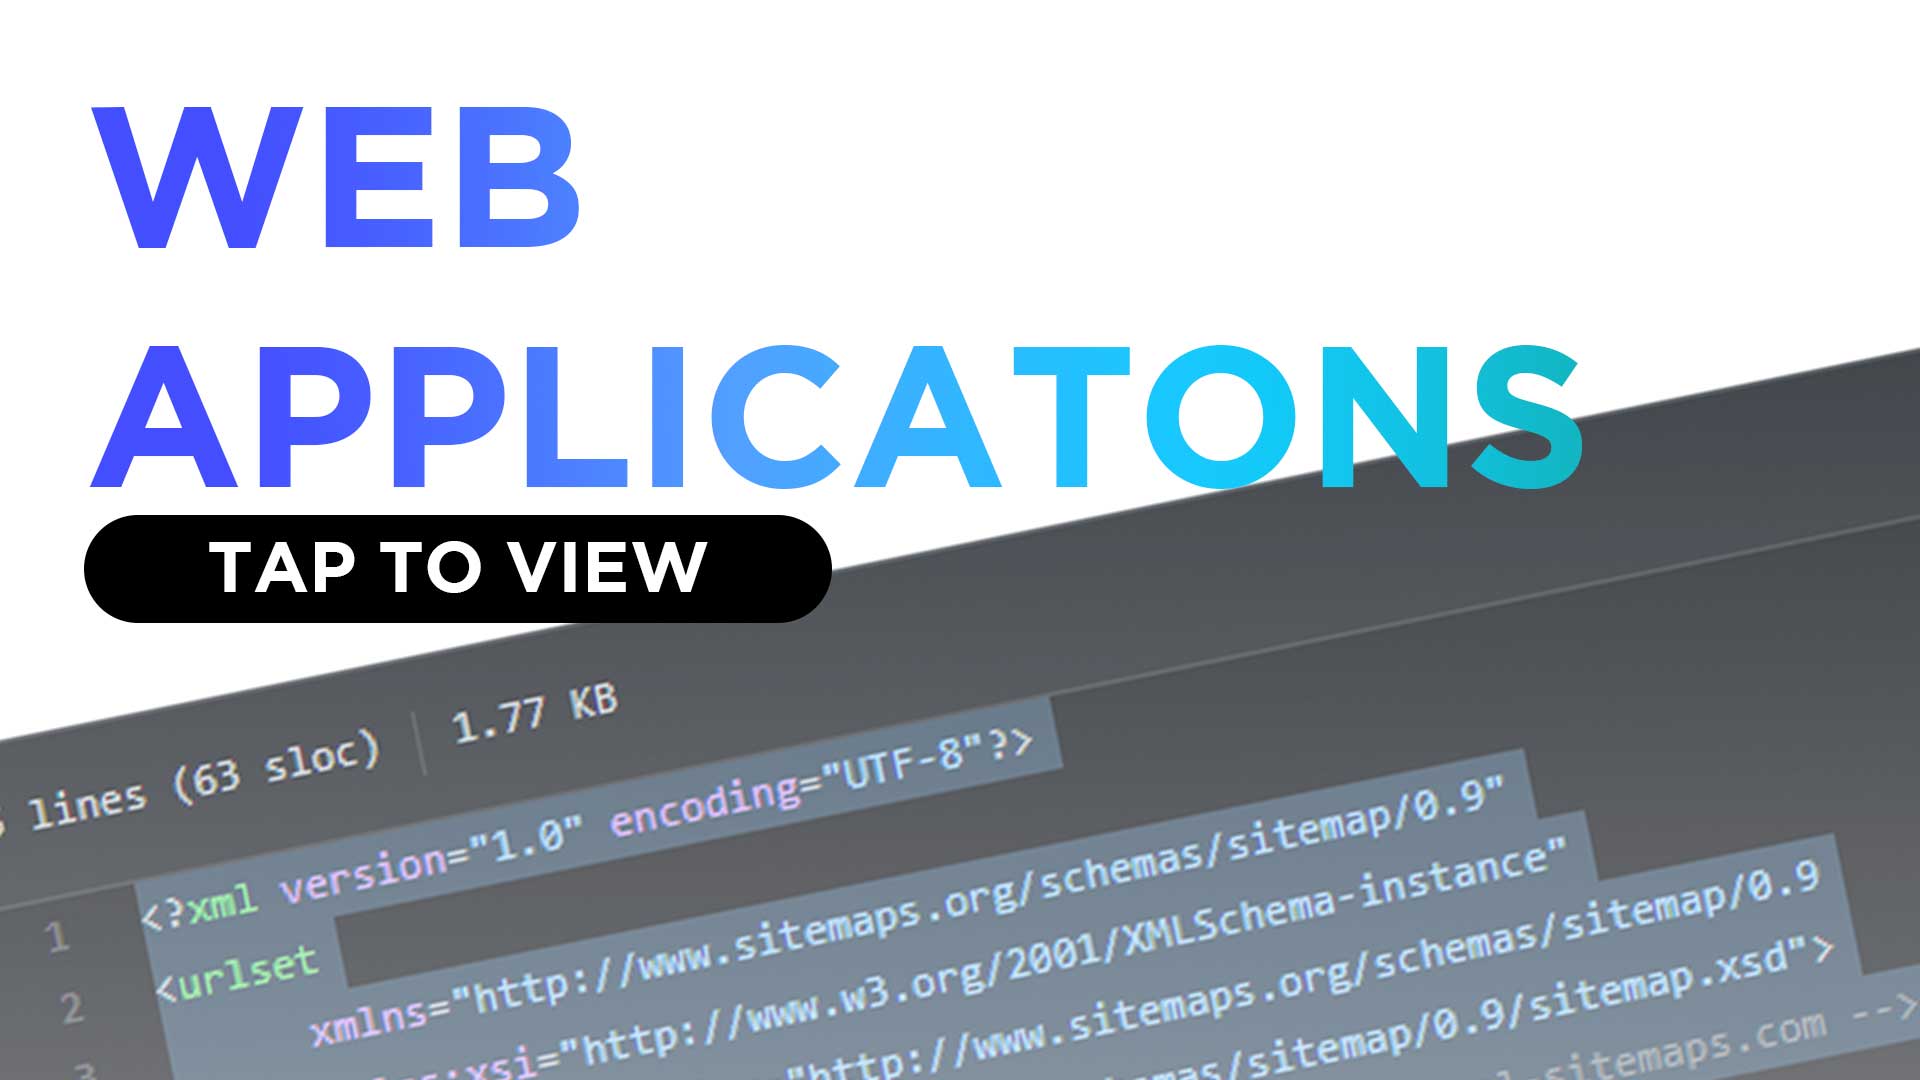 WEB
APPLICATONS
TAP TO VIEW
lines (63 sloc) 1.77 KB
1 <?xml version="1.0" encoding="UTF-8"?>
2 <urlset
3 xmlns="http://www.sitemaps.org/schemas/sitemap/0.9"
:xsi="http://www.w3.org/2001/XMLSchema-instance"
="http://www.sitemaps.org/schemas/sitemap/0.9
schemas/sitemap/0.9/sitemap.xsd">
sitemaps.com -->